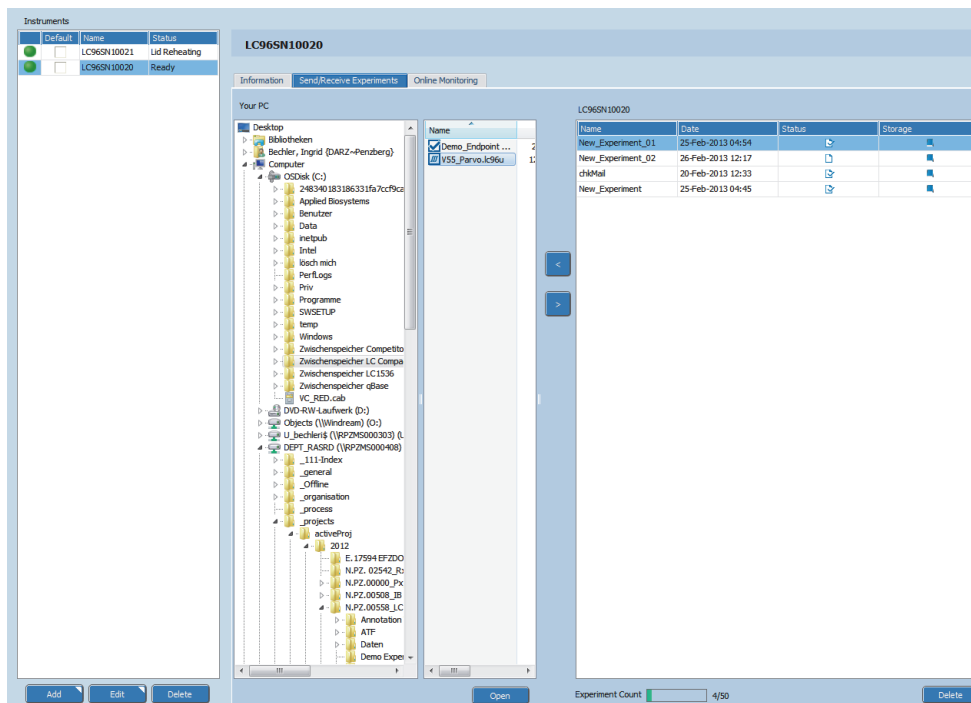 Instruments
Default Name Status
LC96SN10021 Lid Reheating
LC96SN10020 Ready
Add Edit Delete
LC96SN10020
Information Send/Receive Experiments Online Monitoring
Your PC
Desktop
Bibliotheken
Bechler, Ingrid {DARZ~Penzberg}
Computer
OSDisk (C:)
248340183186331fa7ccf9ca
Applied Biosystems
Benutzer
Data
inetpub
Intel
lösch mich
PerfLogs
Priv
Programme
SWSETUP
temp
Windows
Zwischenspeicher Competito
Zwischenspeicher LC Compa
Zwischenspeicher LC1536
Zwischenspeicher qBase
VC_RED.cab
DVD-RW-Laufwerk (D:)
Objects (\\Windream) (O:)
U_bechleri$ (\\RPZMS000303) (U
DEPT_RASRD (\\RPZMS000408)
_111-Index
_general
_Offline
_organisation
_process
_projects
activeProj
2012
E.17594 EFZDO
N.PZ. 02542_Rx
N.PZ.00000_Px
N.PZ.00508_IB
N.PZ.00558_LC
Annotation
ATF
Daten
Demo Exper
Name
Demo_Endpoint ... 2
V55_Parvo.lc96u 12
Open
<
>
LC96SN10020
Name Date Status Storage
New_Experiment_01 25-Feb-2013 04:54
New_Experiment_02 26-Feb-2013 12:17
chkMail 20-Feb-2013 12:33
New_Experiment 25-Feb-2013 04:45
Experiment Count 4/50
Delete